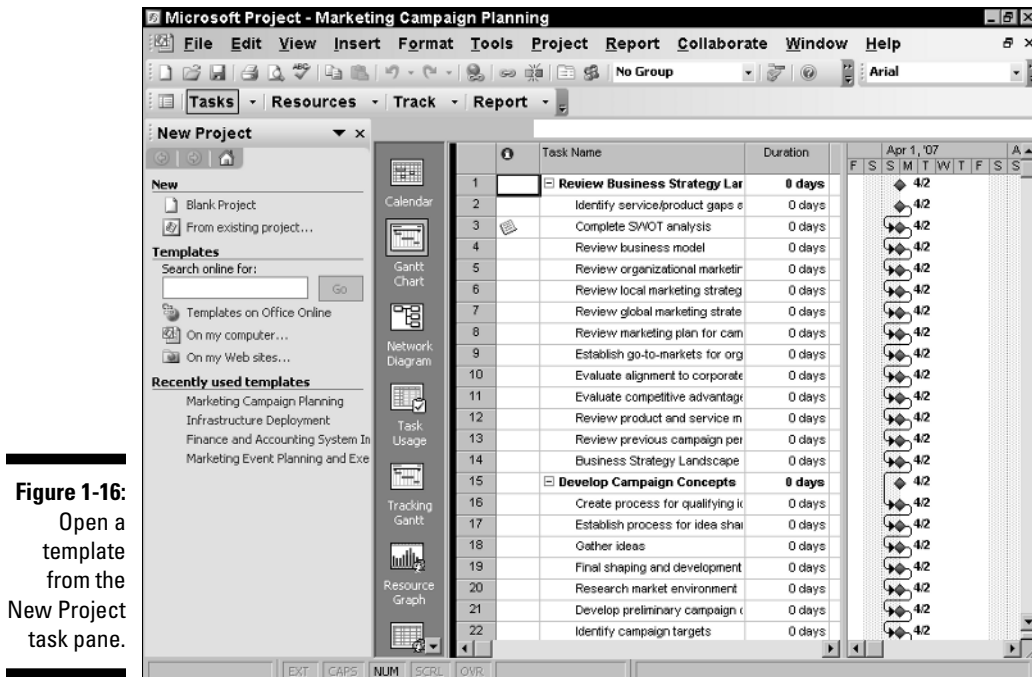 Microsoft Project - Marketing Campaign Planning
File Edit View Insert Format Tools Project Report Collaborate Window Help
No Group Arial
Tasks Resources Track Report
New Project
New
Blank Project
From existing project...
Templates
Search online for:
Go
Templates on Office Online
On my computer...
On my Web sites...
Recently used templates
Marketing Campaign Planning
Infrastructure Deployment
Finance and Accounting System In
Marketing Event Planning and Exe
Calendar
Gantt
Chart
Network
Diagram
Task
Usage
Tracking
Gantt
Resource
Graph
Task Name Duration Apr 1, '07 A
F S S M T W T F S S
1 Review Business Strategy Lar 0 days 4/2
2 Identify service/product gaps a 0 days 4/2
3 Complete SWOT analysis 0 days 4/2
4 Review business model 0 days 4/2
5 Review organizational marketir 0 days 4/2
6 Review local marketing strateg 0 days 4/2
7 Review global marketing strate 0 days 4/2
8 Review marketing plan for cam 0 days 4/2
9 Establish go-to-markets for org 0 days 4/2
10 Evaluate alignment to corporate 0 days 4/2
11 Evaluate competitive advantage 0 days 4/2
12 Review product and service m 0 days 4/2
13 Review previous campaign per 0 days 4/2
14 Business Strategy Landscape 0 days 4/2
15 Develop Campaign Concepts 0 days 4/2
16 Create process for qualifying ic 0 days 4/2
17 Establish process for idea shar 0 days 4/2
18 Gather ideas 0 days 4/2
19 Final shaping and development 0 days 4/2
20 Research market environment 0 days 4/2
21 Develop preliminary campaign c 0 days 4/2
22 Identify campaign targets 0 days 4/2
EXT CAPS NUM SCRL OVR
Figure 1-16:
Open a
template
from the
New Project
task pane.